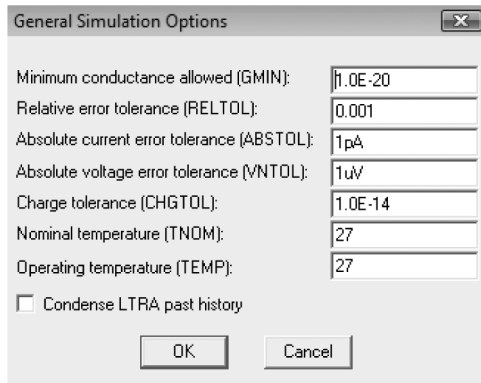 General Simulation Options
Minimum conductance allowed (GMIN): 1.0E-20
Relative error tolerance (RELTOL): 0.001
Absolute current error tolerance (ABSTOL): 1pA
Absolute voltage error tolerance (VNTOL): 1uV
Charge tolerance (CHGTOL): 1.0E-14
Nominal temperature (TNOM): 27
Operating temperature (TEMP): 27
Condense LTRA past history
OK Cancel